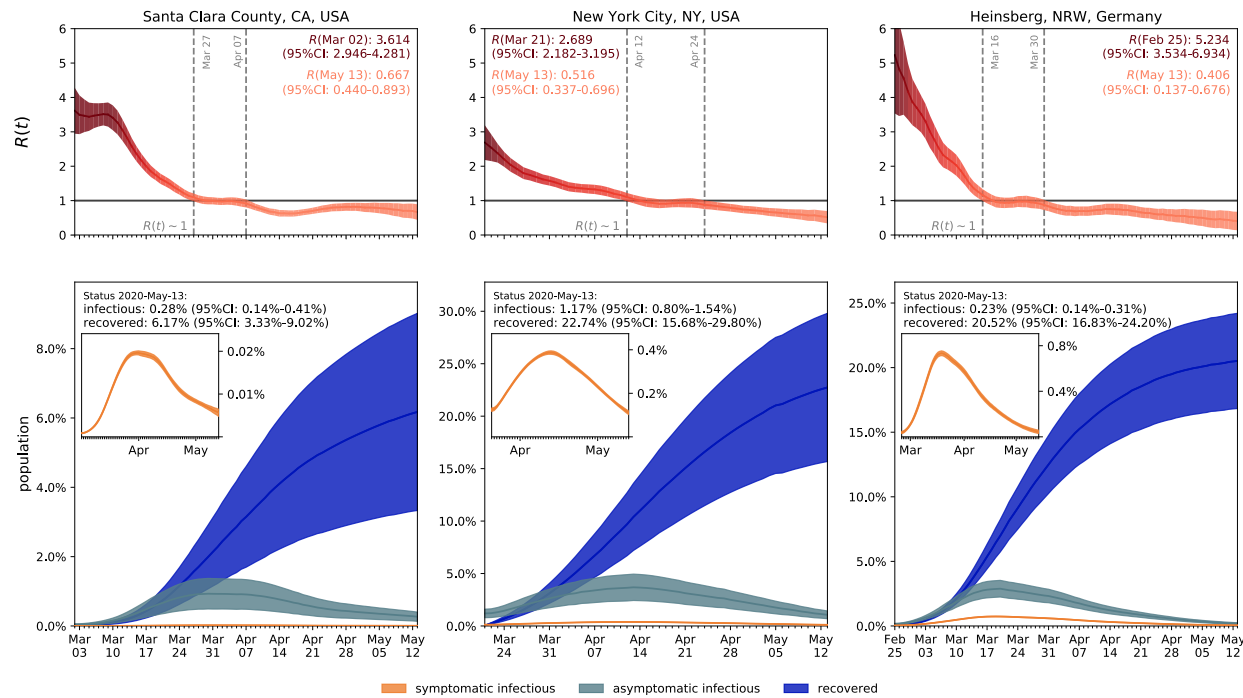 Santa Clara County, CA, USA
New York City, NY, USA
Heinsberg, NRW, Germany
R(t)
6
5
4
3
2
1
0
Mar 27
Apr 07
R(Mar 02): 3.614
(95%CI: 2.946-4.281)
R(May 13): 0.667
(95%CI: 0.440-0.893)
R(t) ~ 1
6
5
4
3
2
1
0
R(Mar 21): 2.689
(95%CI: 2.182-3.195)
R(May 13): 0.516
(95%CI: 0.337-0.696)
Apr 12
Apr 24
R(t) ~ 1
6
5
4
3
2
1
0
Mar 16
Mar 30
R(Feb 25): 5.234
(95%CI: 3.534-6.934)
R(May 13): 0.406
(95%CI: 0.137-0.676)
R(t) ~ 1
population
8.0%
6.0%
4.0%
2.0%
0.0%
Status 2020-May-13:
infectious: 0.28% (95%CI: 0.14%-0.41%)
recovered: 6.17% (95%CI: 3.33%-9.02%)
0.02%
0.01%
Apr May
Mar Mar Mar Mar Mar Apr Apr Apr Apr May May
03 10 17 24 31 07 14 21 28 05 12
30.0%
25.0%
20.0%
15.0%
10.0%
5.0%
0.0%
Status 2020-May-13:
infectious: 1.17% (95%CI: 0.80%-1.54%)
recovered: 22.74% (95%CI: 15.68%-29.80%)
0.4%
0.2%
Apr May
Mar Mar Apr Apr Apr Apr May May
24 31 07 14 21 28 05 12
25.0%
20.0%
15.0%
10.0%
5.0%
0.0%
Status 2020-May-13:
infectious: 0.23% (95%CI: 0.14%-0.31%)
recovered: 20.52% (95%CI: 16.83%-24.20%)
0.8%
0.4%
Mar Apr May
Feb Mar Mar Mar Mar Mar Apr Apr Apr Apr May May
25 03 10 17 24 31 07 14 21 28 05 12
symptomatic infectious
asymptomatic infectious
recovered